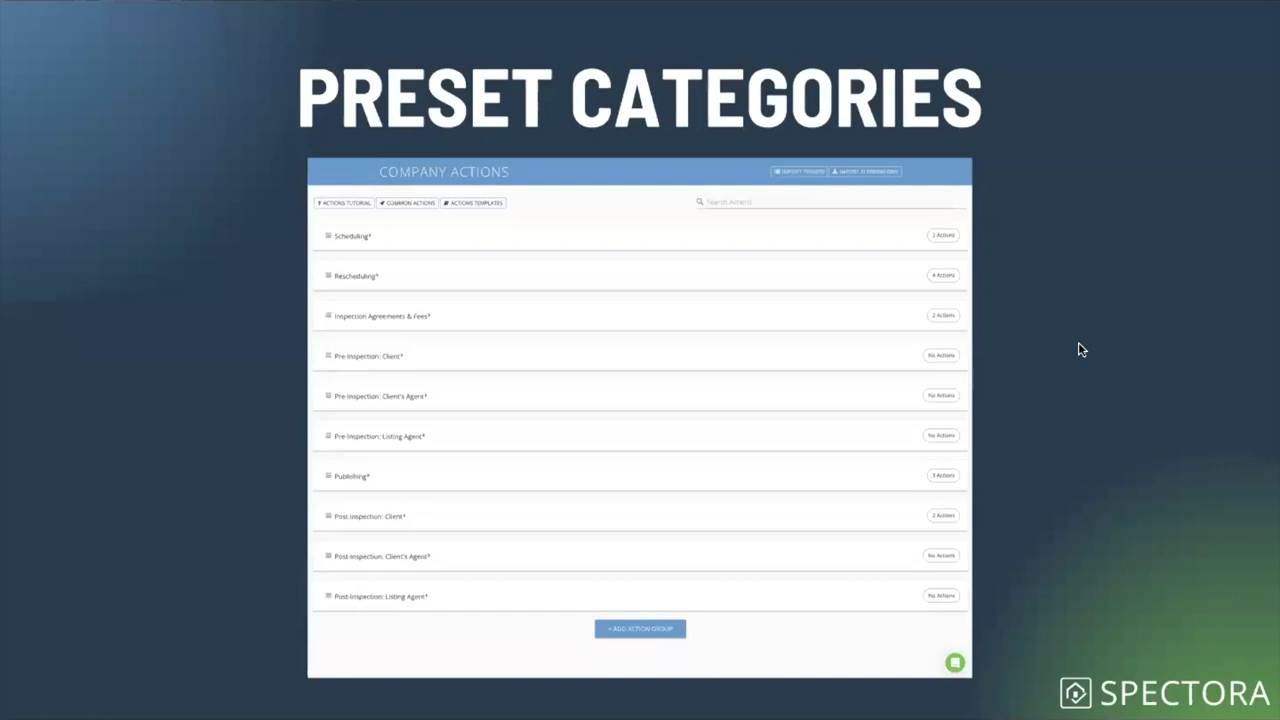 PRESET CATEGORIES
COMPANY ACTIONS
IMPORT PRESETS
? ACTIONS TUTORIAL
COMMON ACTIONS
ACTIONS TEMPLATES
Search Actions
Scheduling*
3 Actions
Rescheduling*
4 Actions
Inspection Agreements & Fees*
2 Actions
Pre-Inspection: Client*
No Actions
Pre-Inspection: Client's Agent*
No Actions
Pre-Inspection: Listing Agent*
No Actions
Publishing*
3 Actions
Post-Inspection: Client*
2 Actions
Post-Inspection: Client's Agent*
No Actions
Post-Inspection: Listing Agent*
No Actions
+ ADD ACTION GROUP
SPECTORA